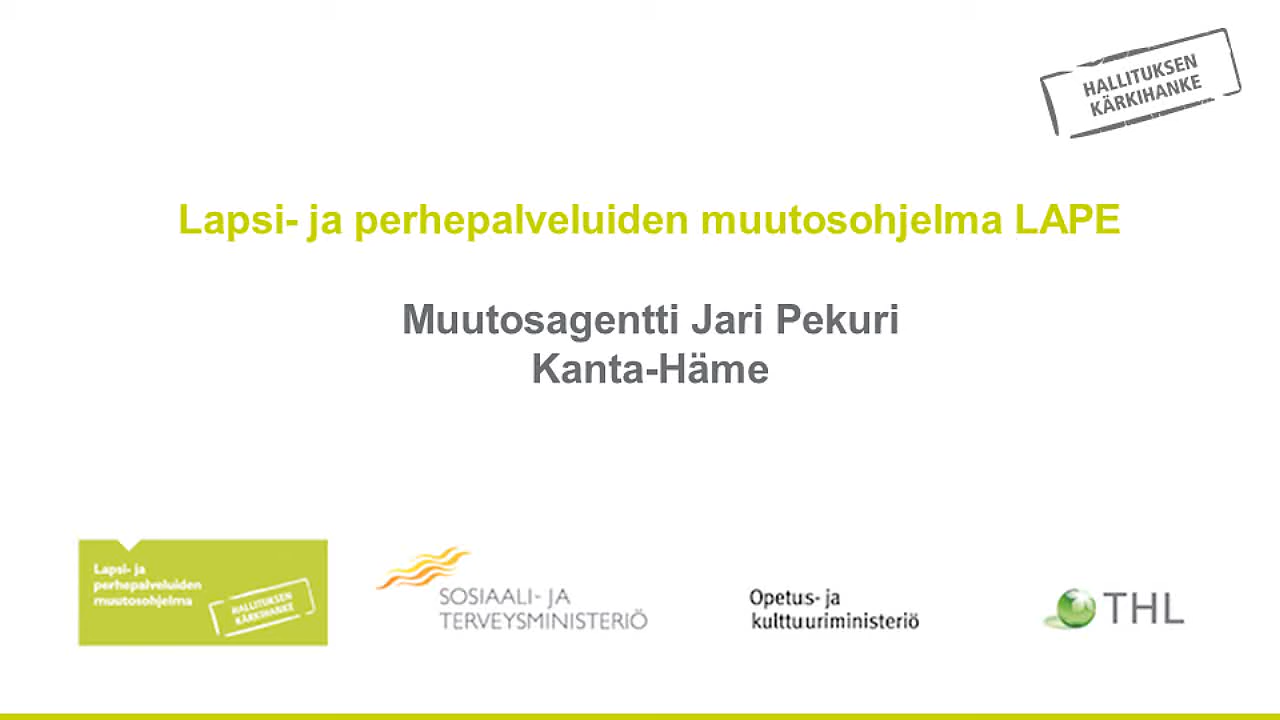 HALLITUKSEN
KÄRKIHANKE
Lapsi- ja perhepalveluiden muutosohjelma LAPE
Muutosagentti Jari Pekuri
Kanta-Häme
Lapsi- ja
perhepalveluiden
muutosohjelma
HALLITUKSEN
KÄRKIHANKE
SOSIAALI- JA
TERVEYSMINISTERIÖ
Opetus- ja
kulttuuriministeriö
THL